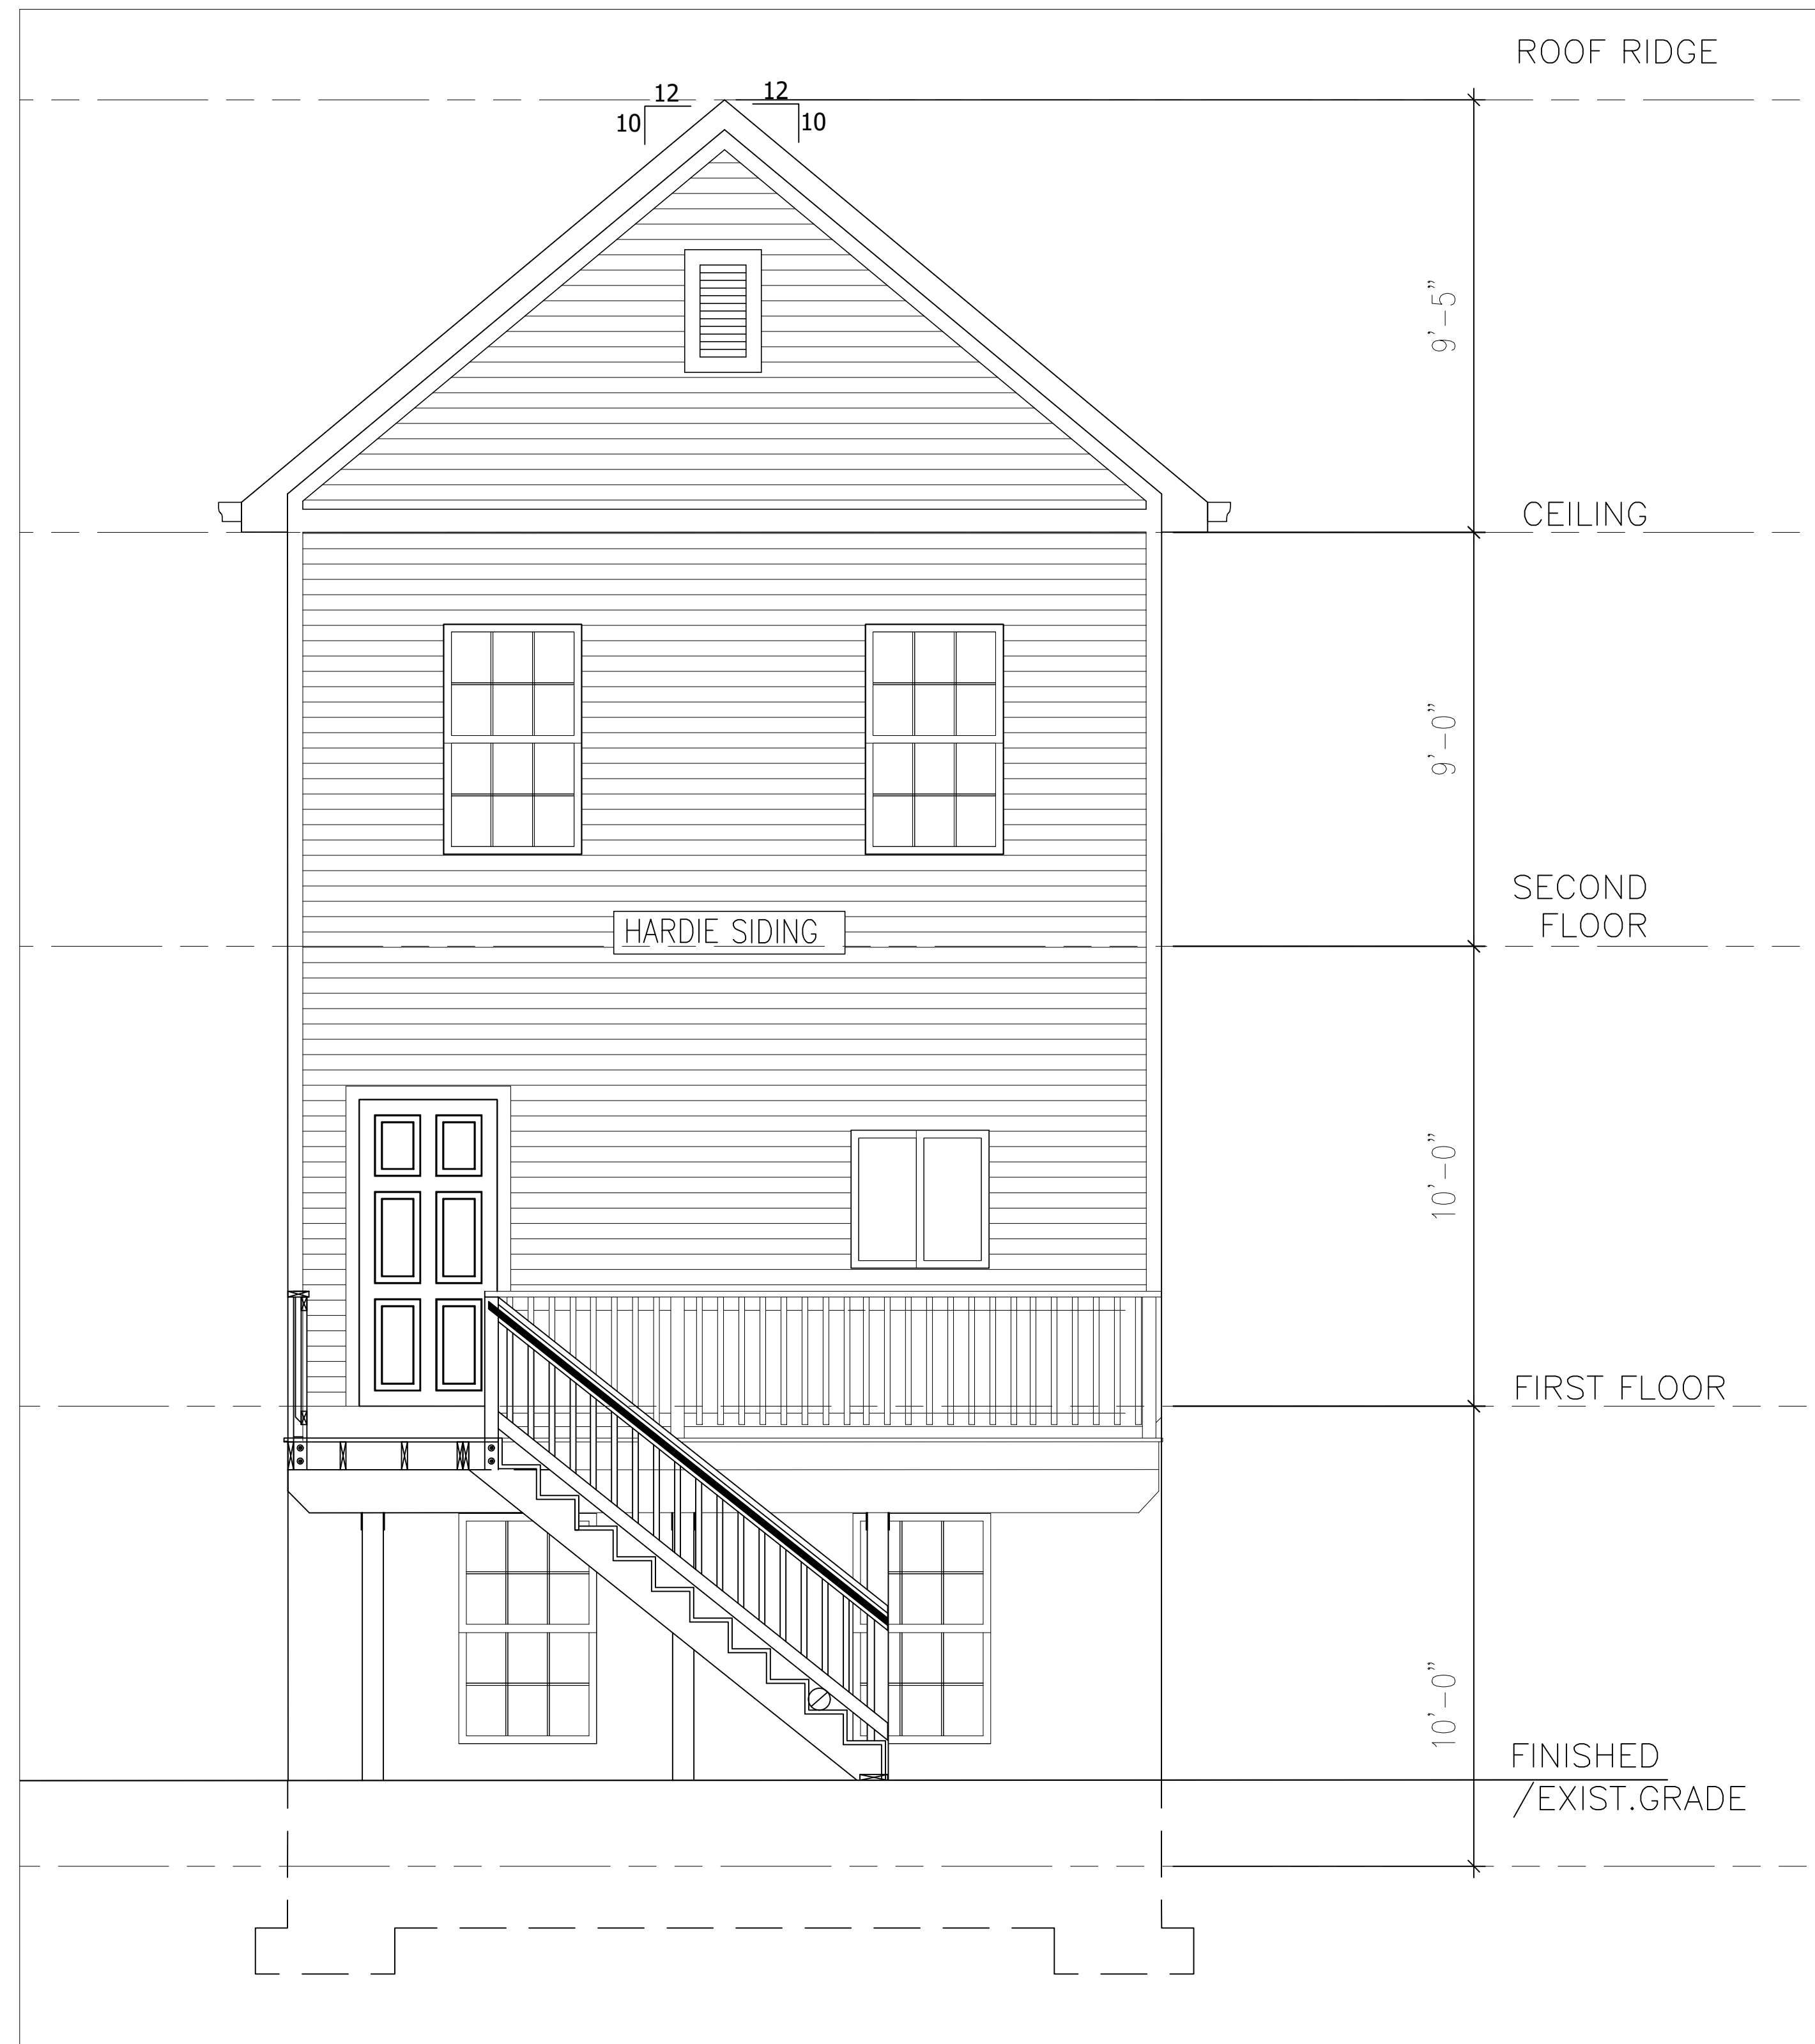 ROOF RIDGE
12
12
10
10
9'-5"
CEILING
9'-0"
SECOND
FLOOR
HARDIE SIDING
10'-0"
FIRST FLOOR
10'-0"
FINISHED
/EXIST.GRADE